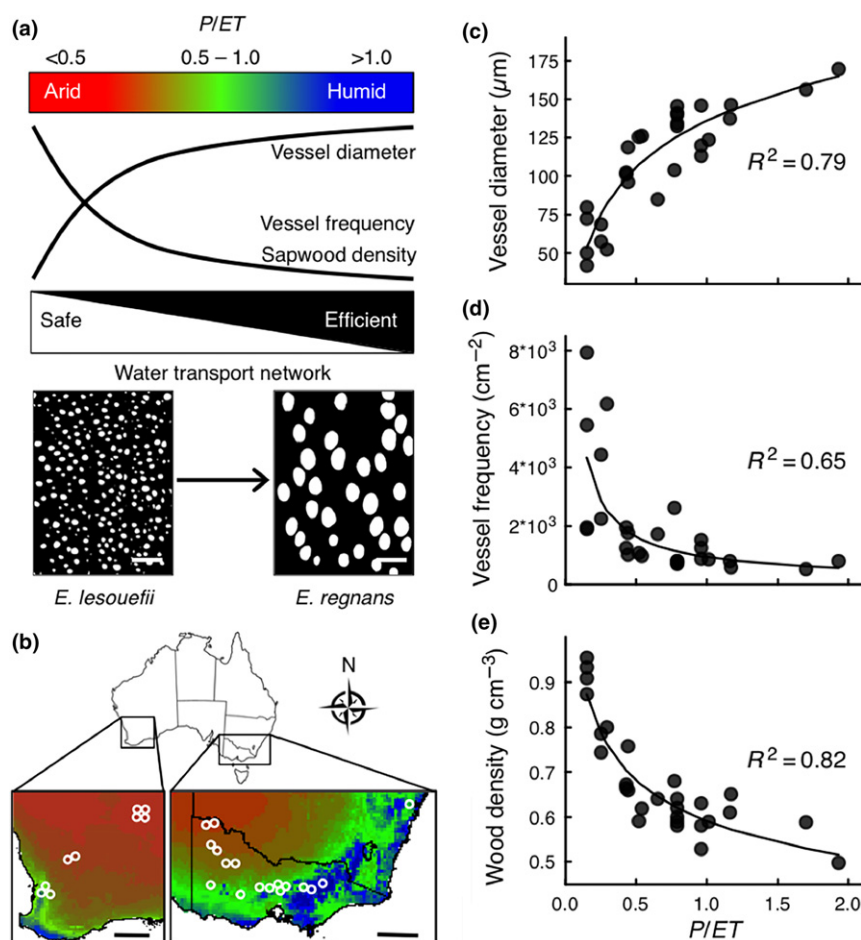 (a)
P/ET
<0.5 0.5 – 1.0 >1.0
Arid Humid
Vessel diameter
Vessel frequency
Sapwood density
Safe Efficient
Water transport network
E. lesouefii E. regnans
(b)
N
(c)
Vessel diameter (µm)
175
150
125
100
75
50
R² = 0.79
(d)
Vessel frequency (cm⁻²)
8*10³
6*10³
4*10³
2*10³
0
R² = 0.65
(e)
Wood density (g cm⁻³)
0.9
0.8
0.7
0.6
0.5
R² = 0.82
0.0 0.5 1.0 1.5 2.0
P/ET